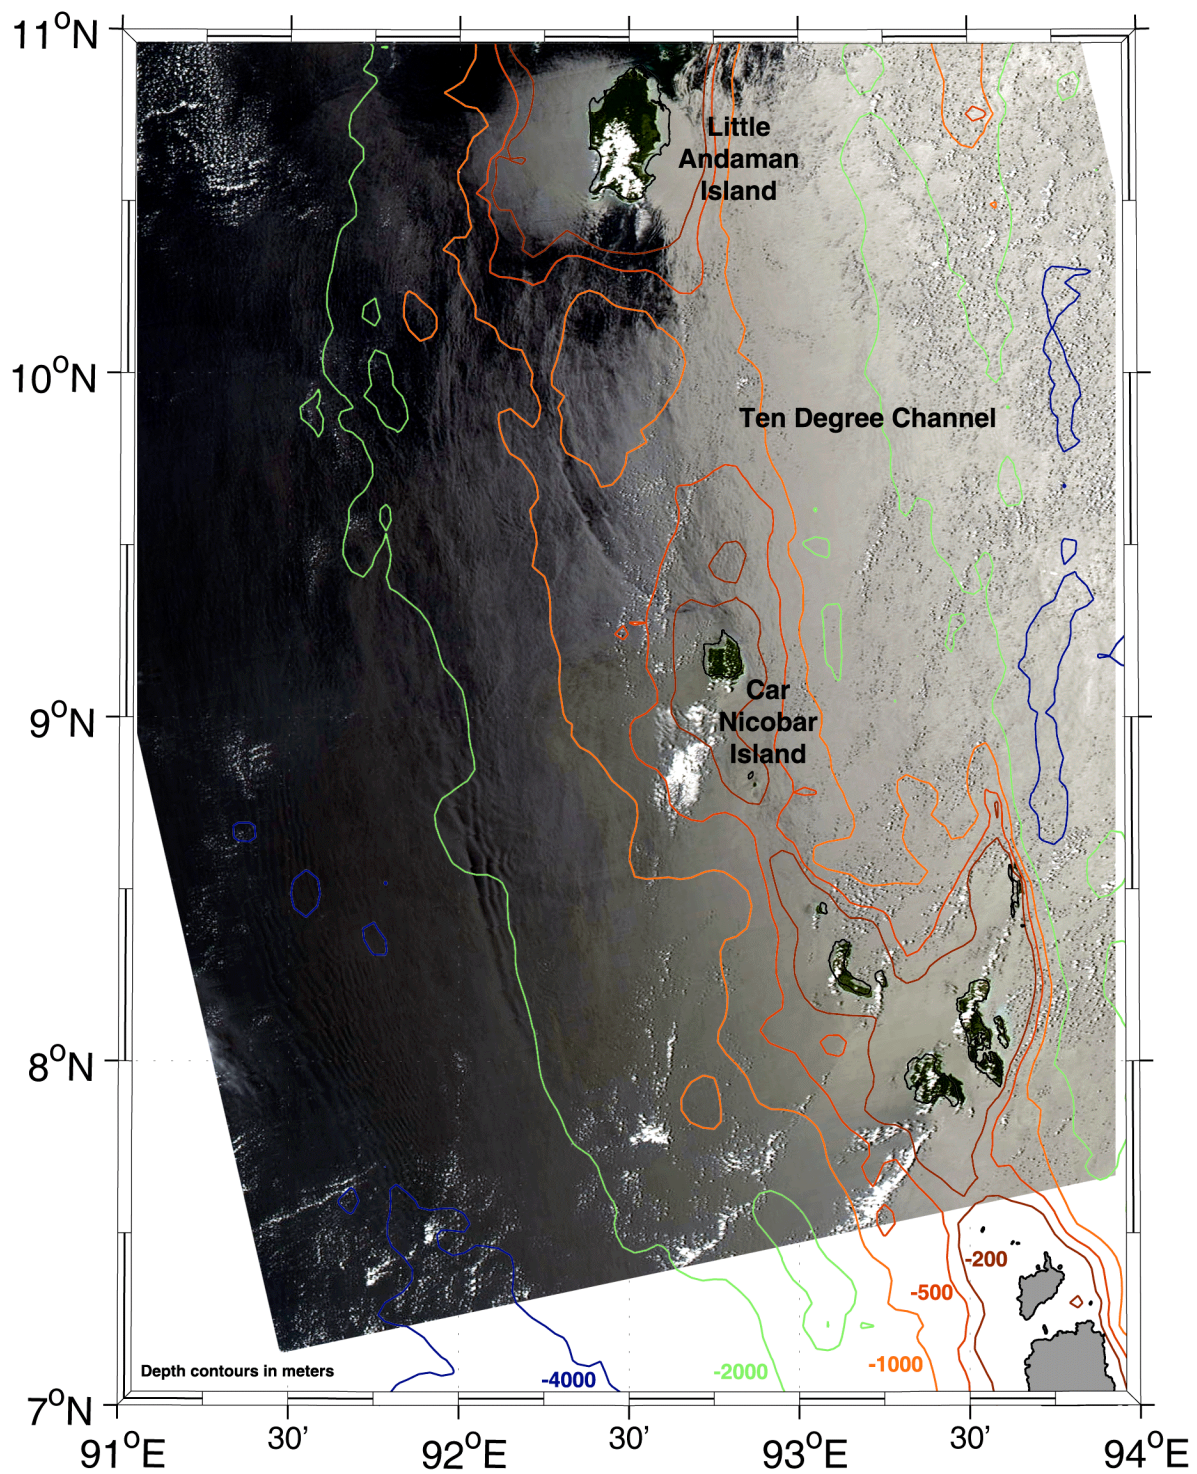 11°N
Little
Andaman
Island
10°N
Ten Degree Channel
Car
Nicobar
Island
9°N
8°N
-200
-500
-1000
-2000
-4000
Depth contours in meters
7°N
91°E
30'
92°E
30'
93°E
30'
94°E